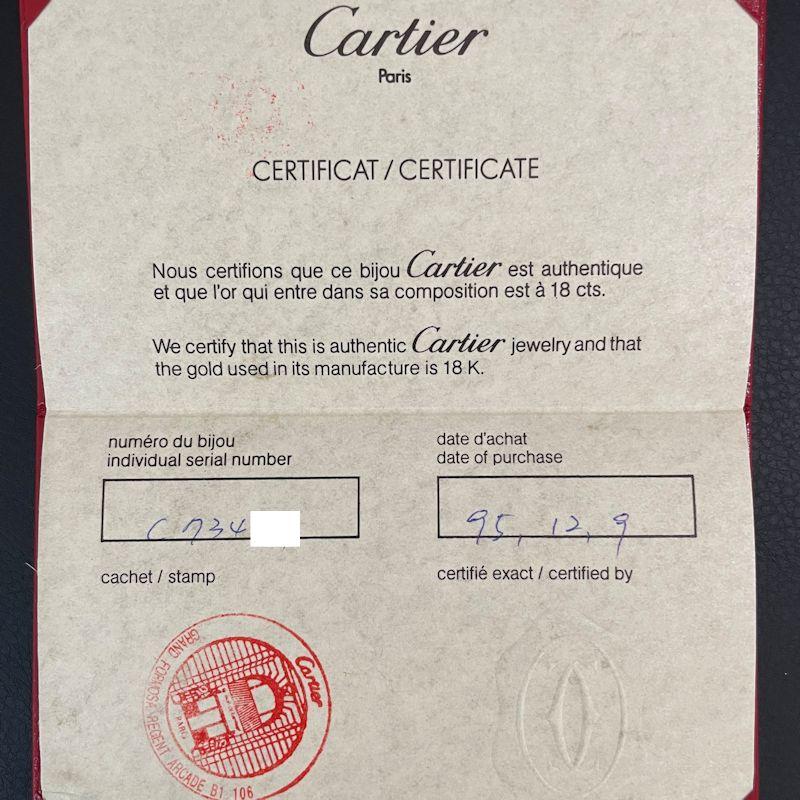 Cartier
Paris
CERTIFICAT / CERTIFICATE
Nous certifions que ce bijou Cartier est authentique
et que l'or qui entre dans sa composition est à 18 cts.
We certify that this is authentic Cartier jewelry and that
the gold used in its manufacture is 18 K.
numéro du bijou
individual serial number
date d'achat
date of purchase
734
95, 12, 9
cachet / stamp
certifié exact / certified by
Cartier
PARIS
GRAND FORMOSA REGENT ARCADE B1 106